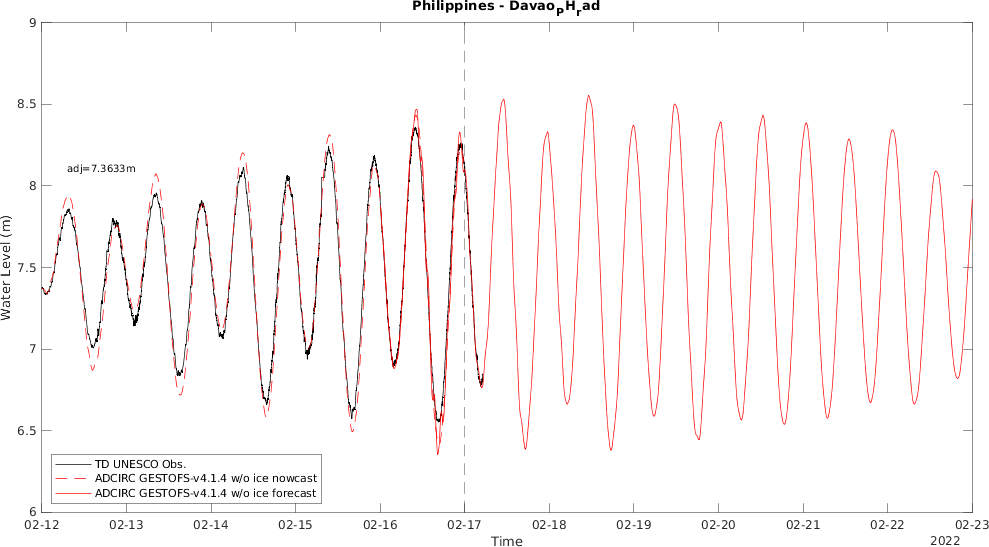 Philippines - Davao_pH_rad
9
8.5
8
7.5
7
6.5
6
Water Level (m)
adj=7.3633m
TD UNESCO Obs.
ADCIRC GESTOFS-v4.1.4 w/o ice nowcast
ADCIRC GESTOFS-v4.1.4 w/o ice forecast
02-12 02-13 02-14 02-15 02-16 02-17 02-18 02-19 02-20 02-21 02-22 02-23
Time
2022